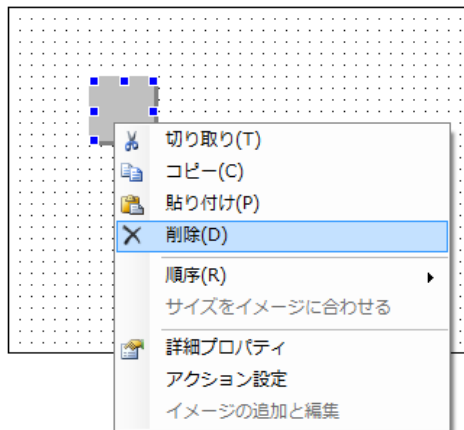 切り取り(T)
コピー(C)
貼り付け(P)
削除(D)
順序(R)
サイズをイメージに合わせる
詳細プロパティ
アクション設定
イメージの追加と編集